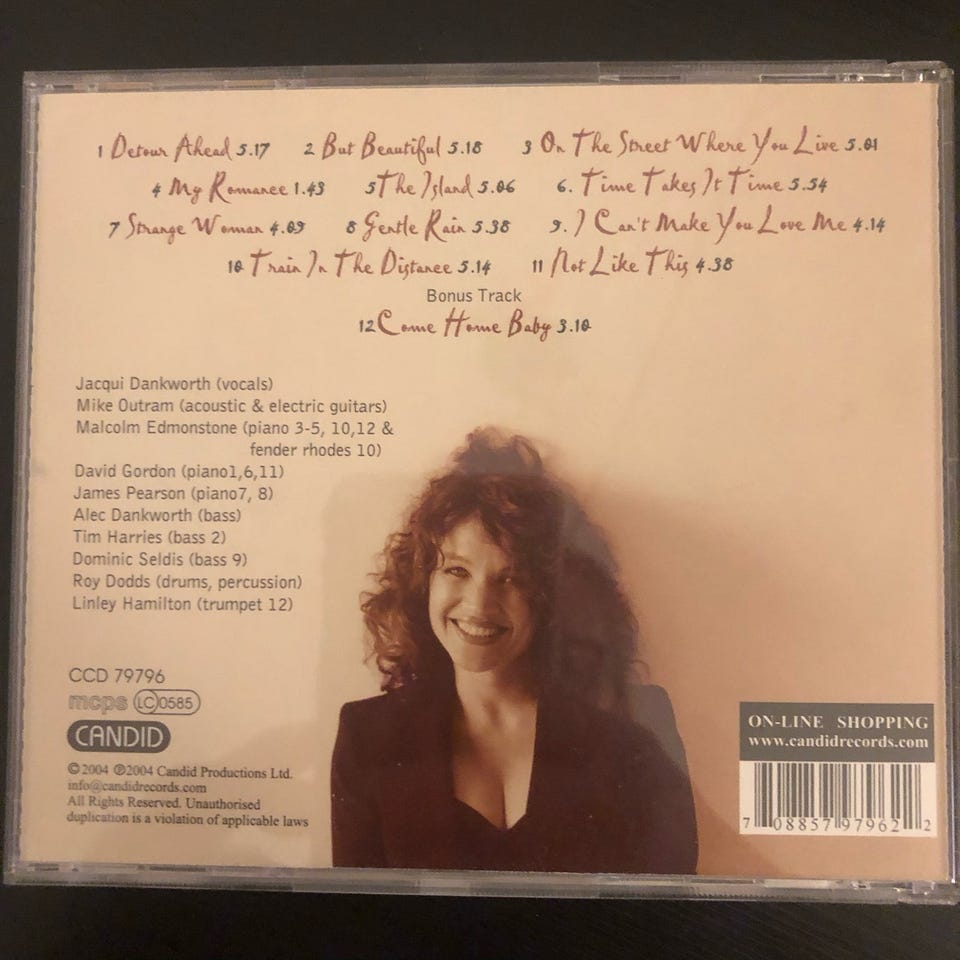 1 Detour Ahead 5.17 2 But Beautiful 5.18 3 On The Street Where You Live 5.01
4 My Romance 1.43 5 The Island 5.06 6. Time Takes It Time 5.54
7 Strange Woman 4.09 8 Gentle Rain 5.38 9. I Can't Make You Love Me 4.14
10 Train In The Distance 5.14 11 Not Like This 4.38
Bonus Track
12 Come Home Baby 3.10
Jacqui Dankworth (vocals)
Mike Outram (acoustic & electric guitars)
Malcolm Edmonstone (piano 3-5, 10,12 &
fender rhodes 10)
David Gordon (piano1,6,11)
James Pearson (piano7, 8)
Alec Dankworth (bass)
Tim Harries (bass 2)
Dominic Seldis (bass 9)
Roy Dodds (drums, percussion)
Linley Hamilton (trumpet 12)
CCD 79796
mcps LC 0585
CANDID
©2004 ℗2004 Candid Productions Ltd.
info@candidrecords.com
All Rights Reserved. Unauthorised
duplication is a violation of applicable laws
ON-LINE SHOPPING
www.candidrecords.com
7 08857 97962 2